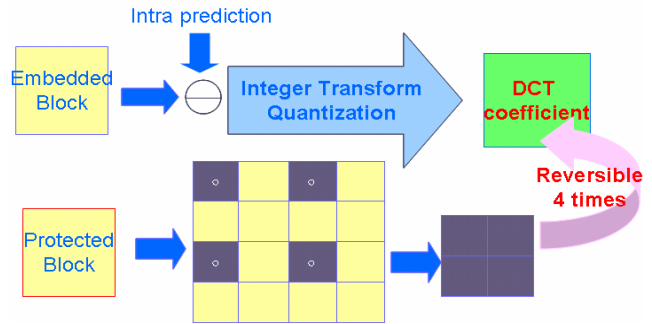 Intra prediction
Embedded
Block
Integer Transform
Quantization
DCT
coefficient
Reversible
4 times
Protected
Block